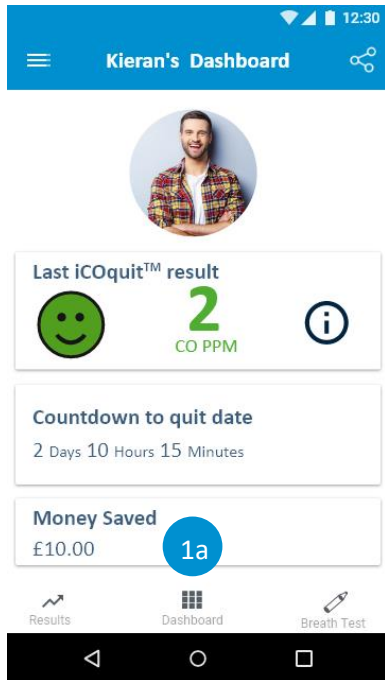 12:30
Kieran's Dashboard
Last iCOquit™ result
2
CO PPM
Countdown to quit date
2 Days 10 Hours 15 Minutes
Money Saved
£10.00
1a
Results
Dashboard
Breath Test